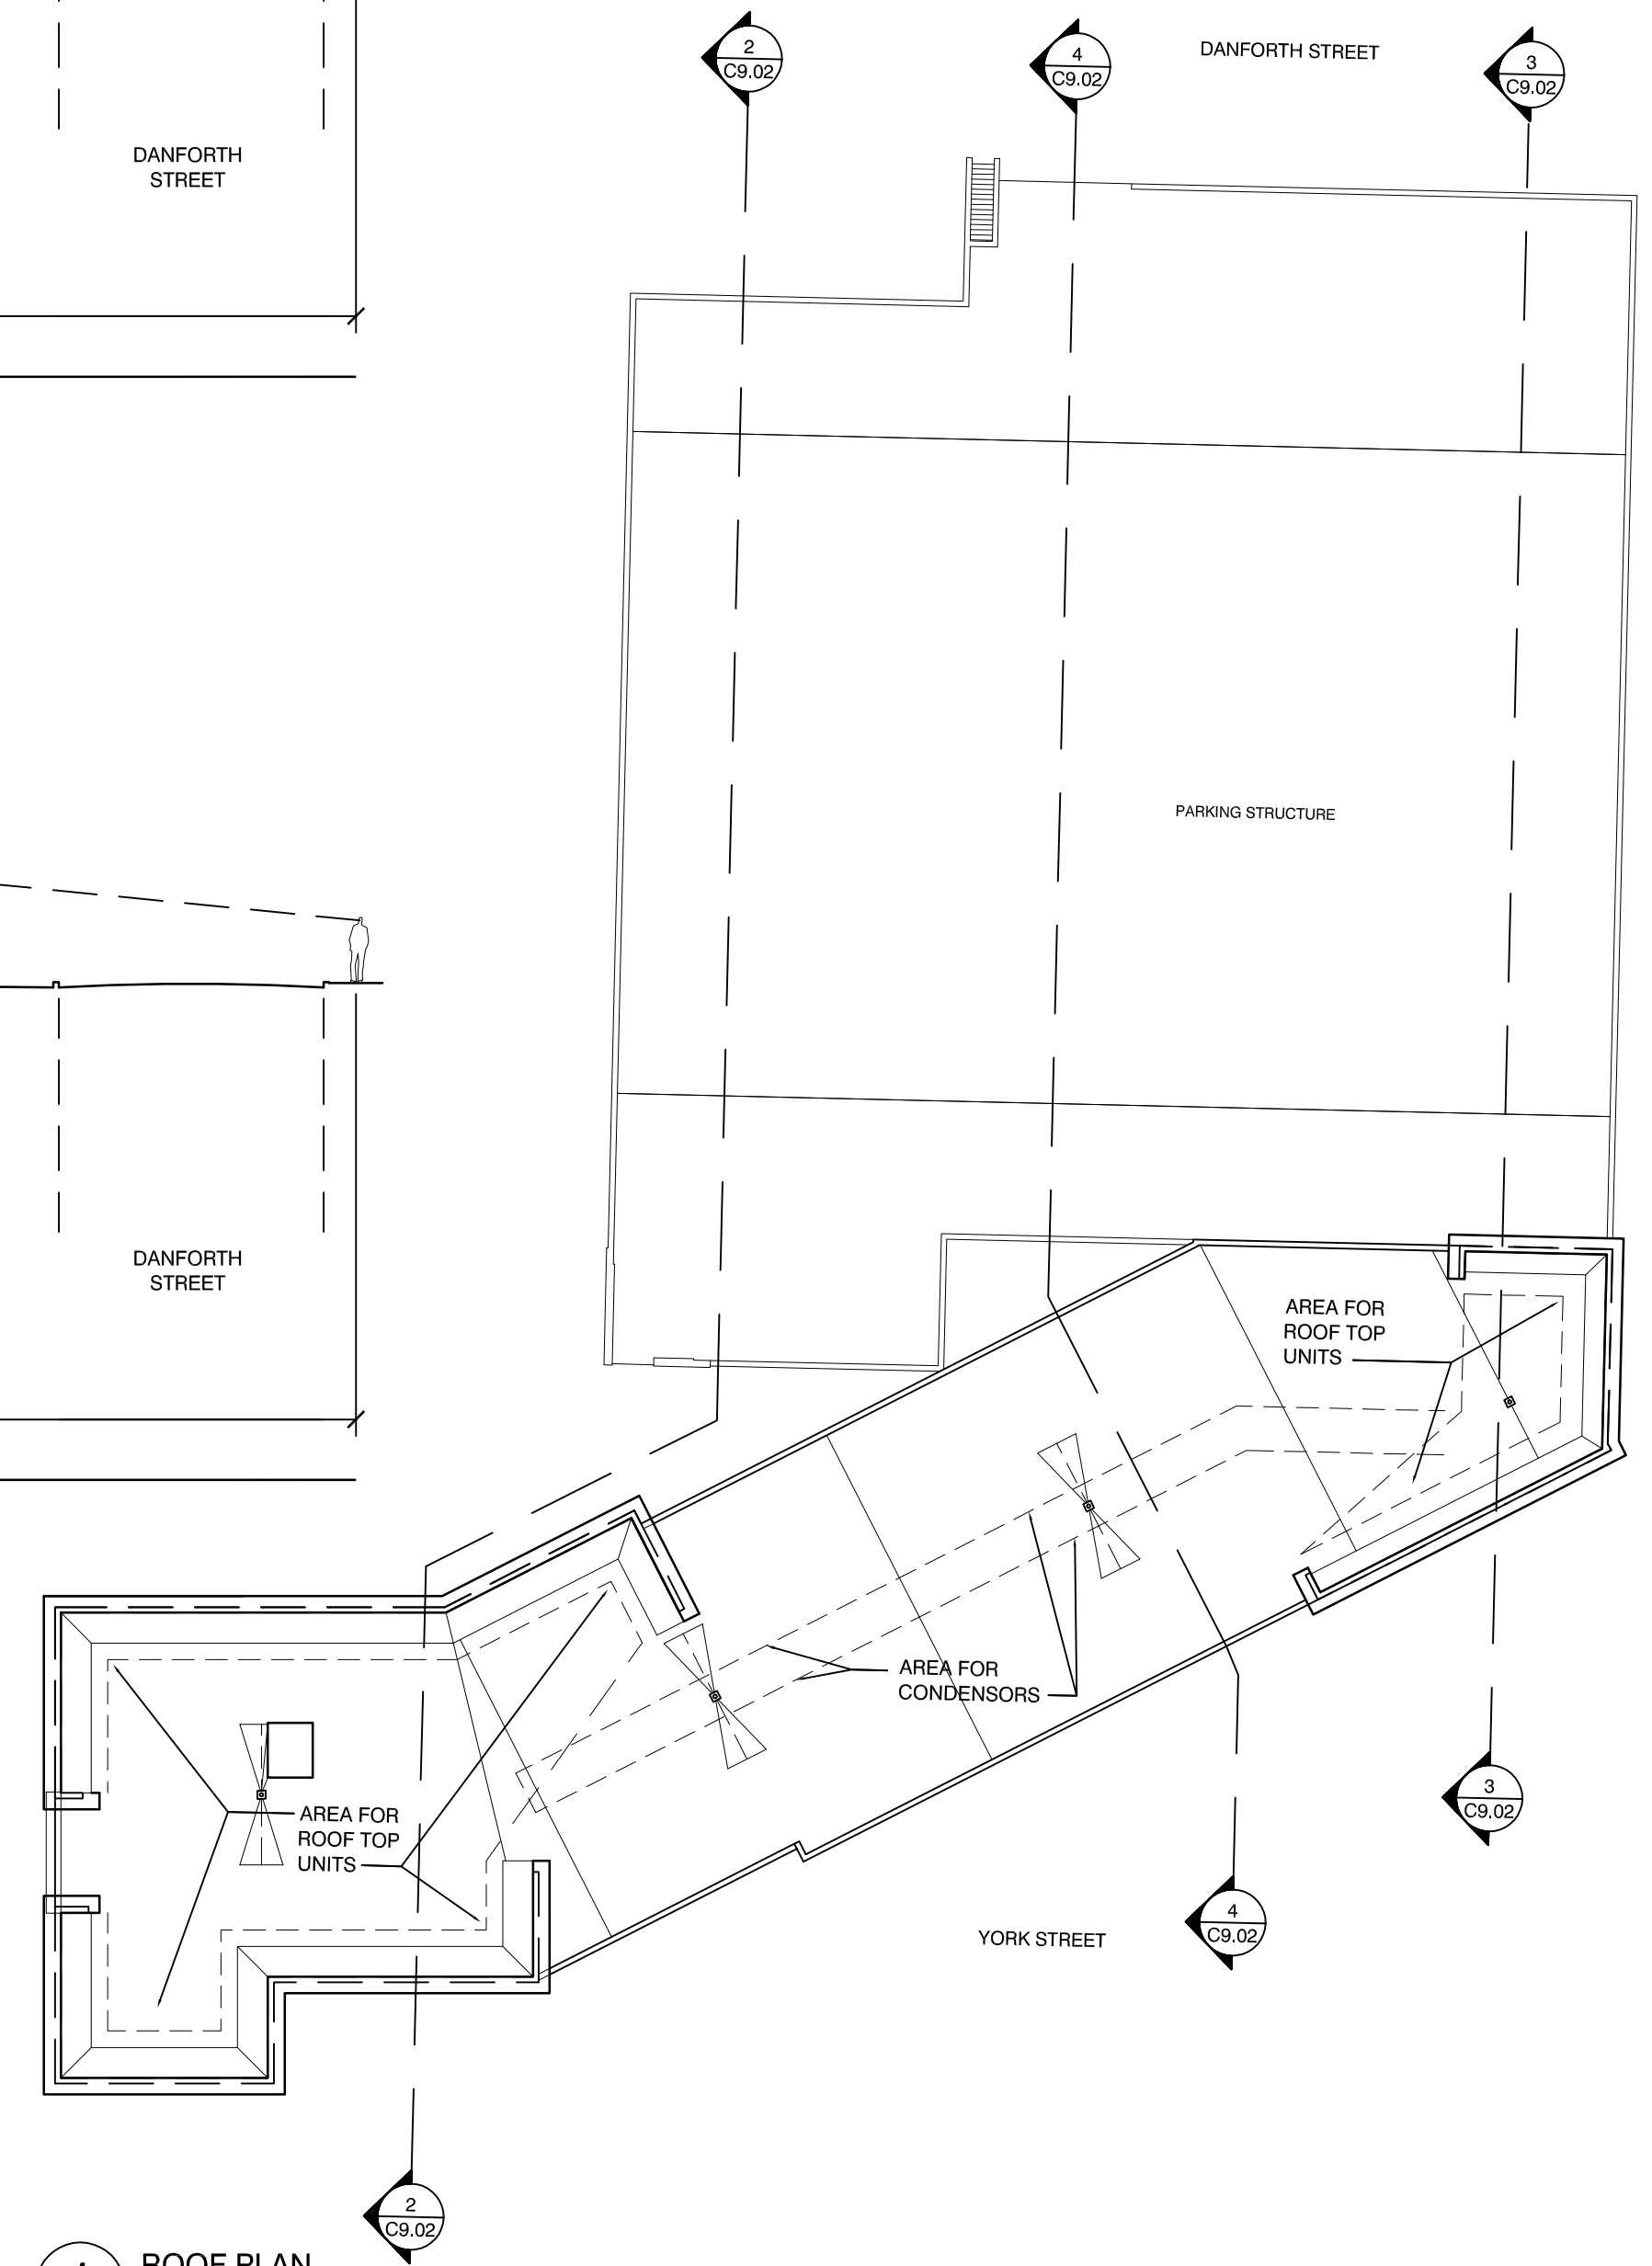 2
C9.02
4
C9.02
DANFORTH STREET
3
C9.02
DANFORTH
STREET
PARKING STRUCTURE
DANFORTH
STREET
AREA FOR
ROOF TOP
UNITS
AREA FOR
CONDENSORS
AREA FOR
ROOF TOP
UNITS
3
C9.02
4
C9.02
YORK STREET
2
C9.02
ROOF PLAN